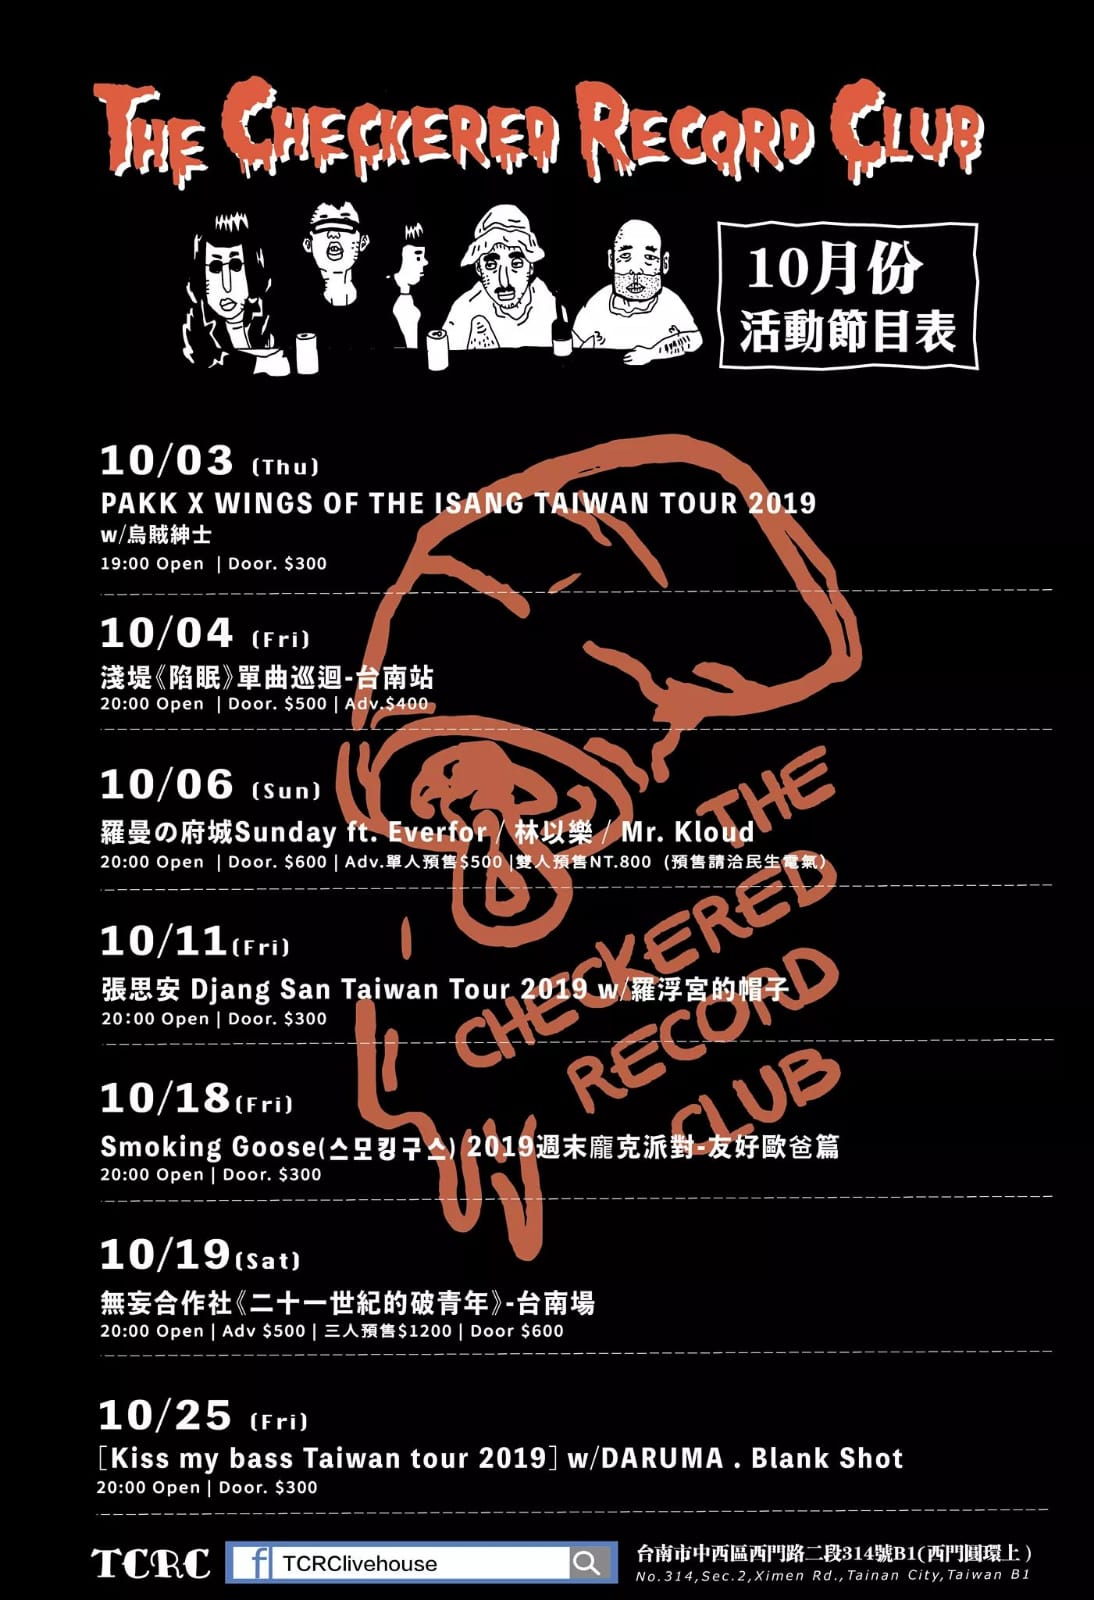 THE CHECKERED RECORD CLUB
10月份
活動節目表
10/03 (Thu)
PAKK X WINGS OF THE ISANG TAIWAN TOUR 2019
w/烏賊紳士
19:00 Open | Door. $300
10/04 (Fri)
淺堤《陷眠》單曲巡迴-台南站
20:00 Open | Door. $500 | Adv.$400
10/06 (Sun)
羅曼の府城Sunday ft. Everfor / 林以樂 / Mr. Kloud
20:00 Open | Door. $600 | Adv.單人預售$500 |雙人預售NT.800 (預售請洽民生電氣)
10/11(Fri)
張思安 Djang San Taiwan Tour 2019 w/羅浮宮的帽子
20:00 Open | Door. $300
10/18(Fri)
Smoking Goose(스모킹구스) 2019週末龐克派對-友好歐爸篇
20:00 Open | Door. $300
10/19(Sat)
無妄合作社《二十一世紀的破青年》-台南場
20:00 Open | Adv $500 | 三人預售$1200 | Door $600
10/25 (Fri)
[Kiss my bass Taiwan tour 2019] w/DARUMA . Blank Shot
20:00 Open | Door. $300
THE
CHECKERED
RECORD
CLUB
TCRC
f TCRClivehouse
台南市中西區西門路二段314號B1(西門圓環上)
No.314,Sec.2,Ximen Rd.,Tainan City,Taiwan B1